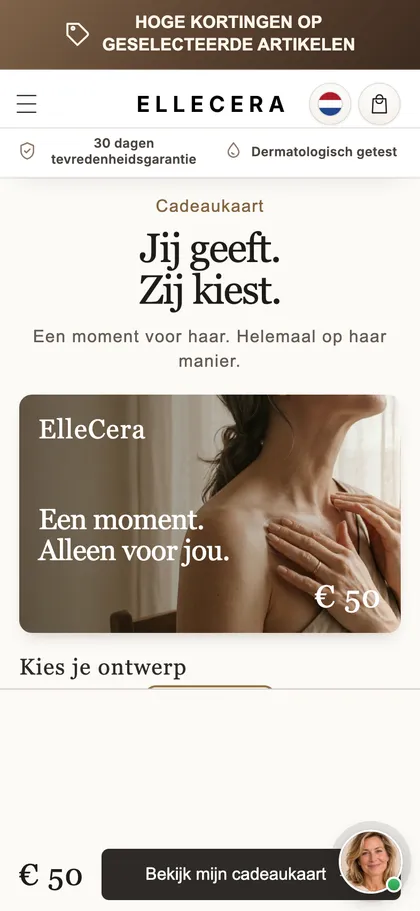 HOGE KORTINGEN OP
GESELECTEERDE ARTIKELEN
ELLECERA
30 dagen
tevredenheidsgarantie
Dermatologisch getest
Cadeaukaart
Jij geeft.
Zij kiest.
Een moment voor haar. Helemaal op haar
manier.
ElleCera
Een moment.
Alleen voor jou.
€ 50
Kies je ontwerp
€ 50
Bekijk mijn cadeaukaart